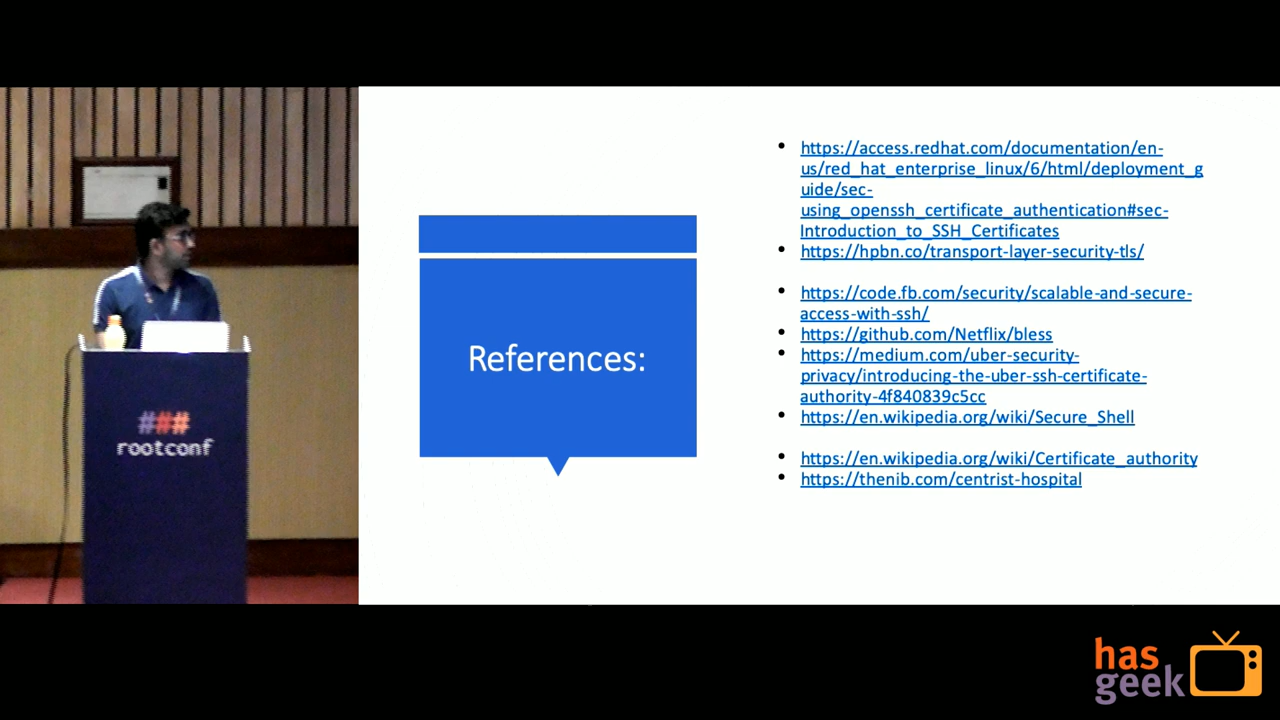 ###
rootconf
References:
https://access.redhat.com/documentation/en-
us/red_hat_enterprise_linux/6/html/deployment_g
uide/sec-
using_openssh_certificate_authentication#sec-
Introduction_to_SSH_Certificates
https://hpbn.co/transport-layer-security-tls/
https://code.fb.com/security/scalable-and-secure-
access-with-ssh/
https://github.com/Netflix/bless
https://medium.com/uber-security-
privacy/introducing-the-uber-ssh-certificate-
authority-4f840839c5cc
https://en.wikipedia.org/wiki/Secure_Shell
https://en.wikipedia.org/wiki/Certificate_authority
https://thenib.com/centrist-hospital
has
geek